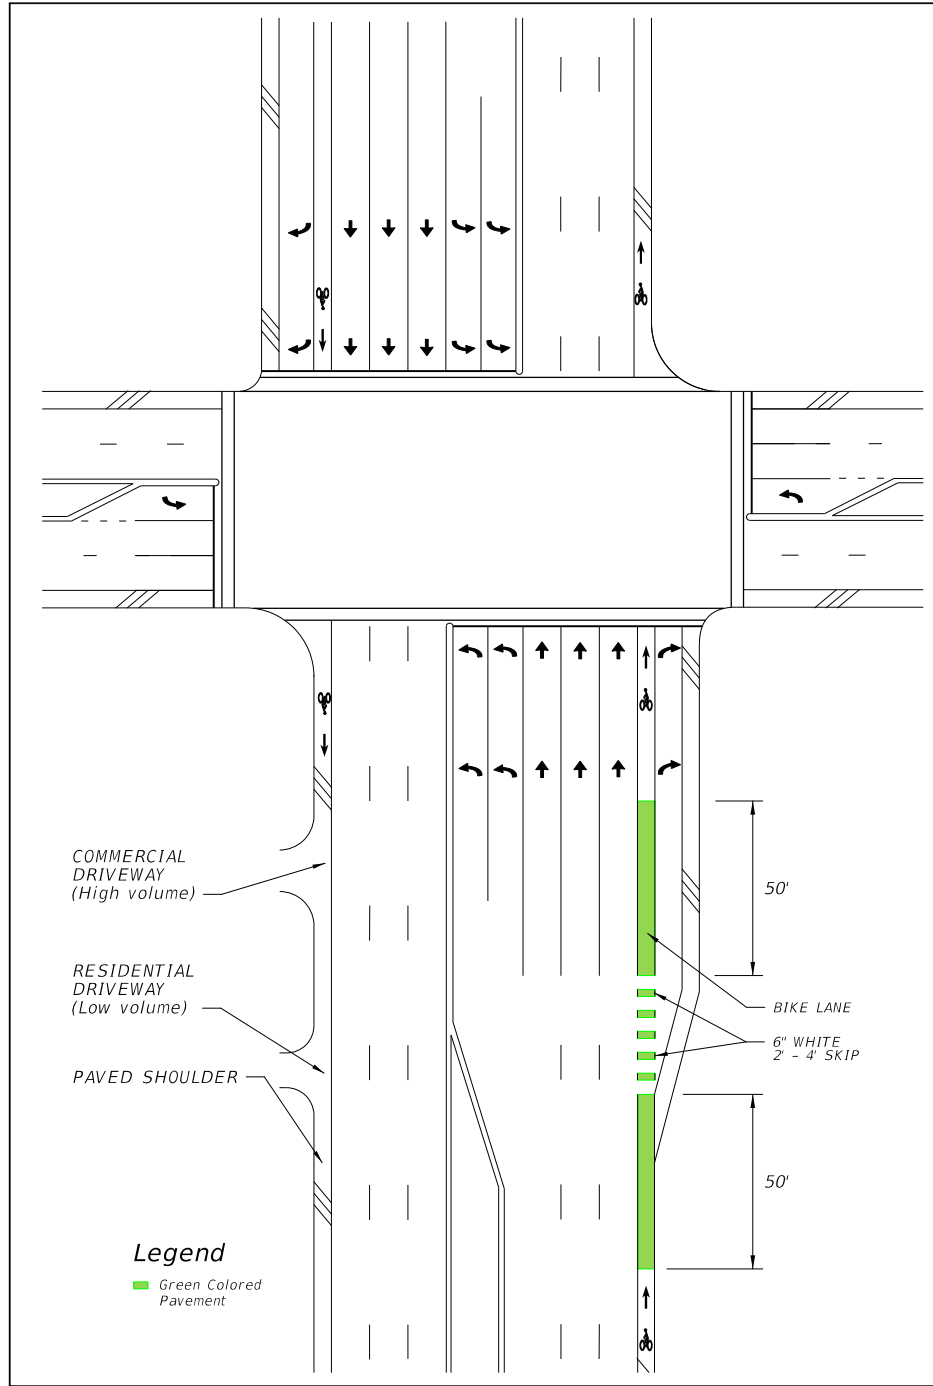 COMMERCIAL
DRIVEWAY
(High volume)
50'
RESIDENTIAL
DRIVEWAY
(Low volume)
BIKE LANE
6" WHITE
2' - 4' SKIP
PAVED SHOULDER
50'
Legend
Green Colored
Pavement